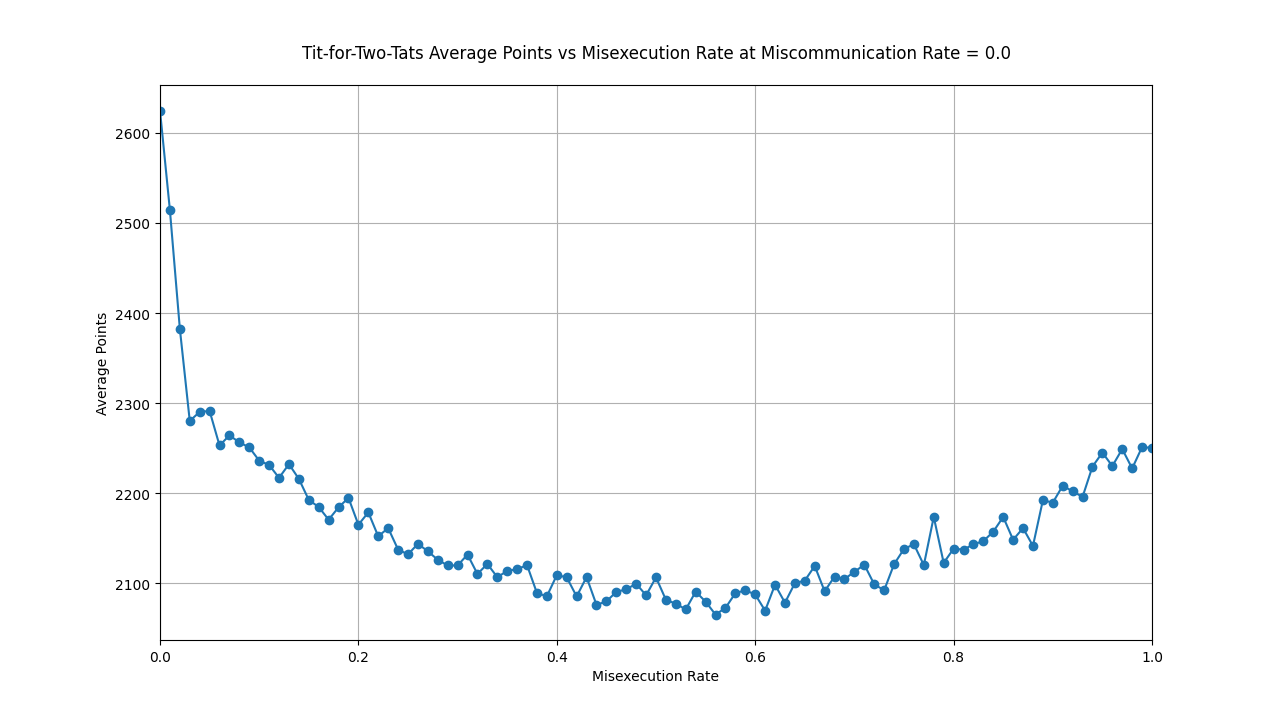 Tit-for-Two-Tats Average Points vs Misexecution Rate at Miscommunication Rate = 0.0
2600
2500
2400
2300
2200
2100
Average Points
0.0 0.2 0.4 0.6 0.8 1.0
Misexecution Rate